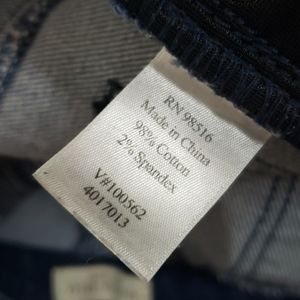 RN 98516
Made in China
98% Cotton
2% Spandex
V#100562
4017013